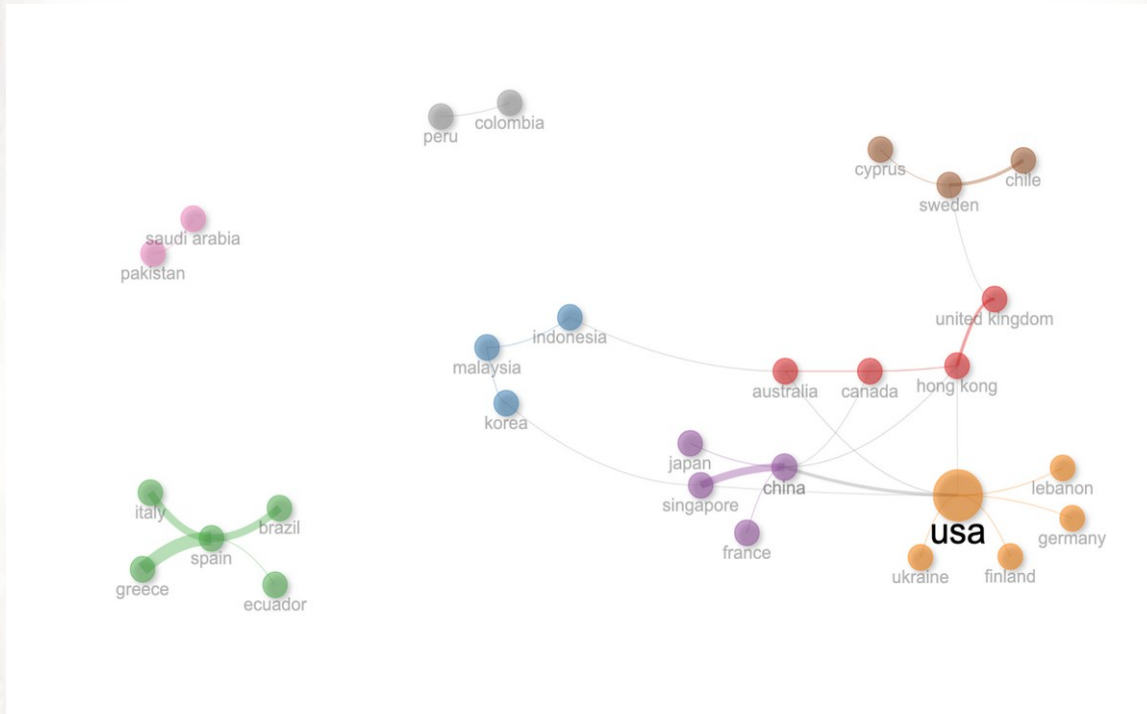 colombia
peru
cyprus
chile
sweden
saudi arabia
pakistan
united kingdom
indonesia
malaysia
australia
canada
hong kong
korea
japan
china
singapore
lebanon
italy
brazil
usa
germany
france
spain
ukraine
finland
greece
ecuador